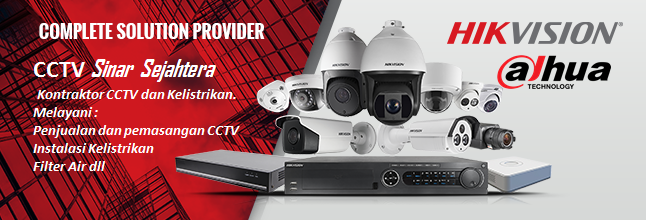 COMPLETE SOLUTION PROVIDER
CCTV Sinar Sejahtera
Kontraktor CCTV dan Kelistrikan.
Melayani :
Penjualan dan pemasangan CCTV
Instalasi Kelistrikan
Filter Air dll
HIKVISION®
alhua
TECHNOLOGY
HIKVISION